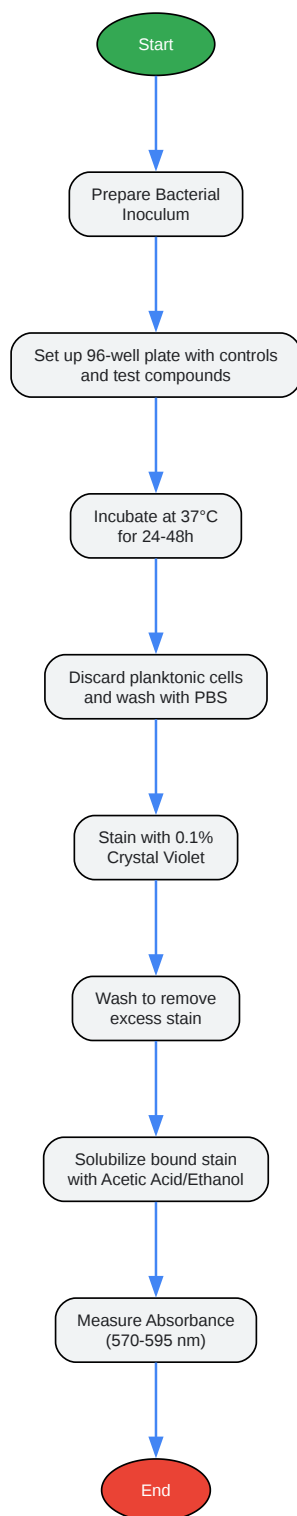 Start
Prepare Bacterial
Inoculum
Set up 96-well plate with controls
and test compounds
Incubate at 37°C
for 24-48h
Discard planktonic cells
and wash with PBS
Stain with 0.1%
Crystal Violet
Wash to remove
excess stain
Solubilize bound stain
with Acetic Acid/Ethanol
Measure Absorbance
(570-595 nm)
End